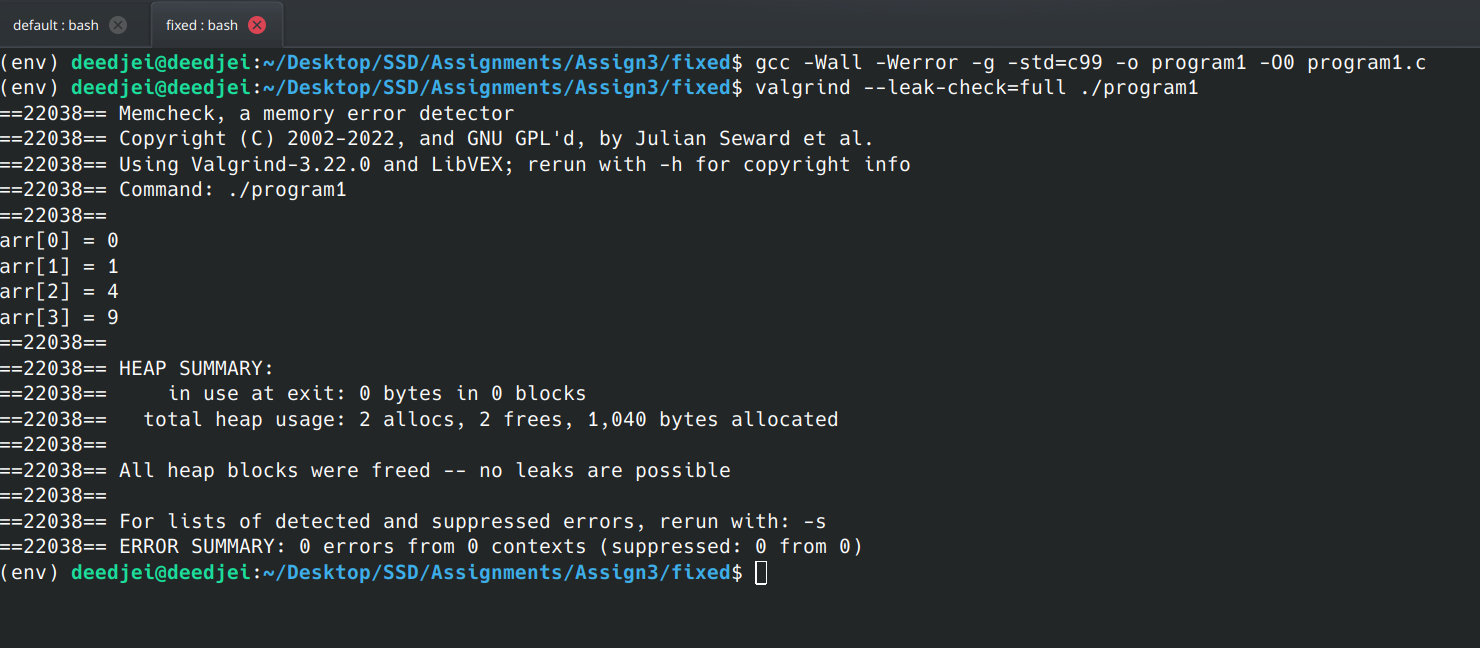 default : bash
fixed : bash
(env) deedjei@deedjei:~/Desktop/SSD/Assignments/Assign3/fixed$ gcc -Wall -Werror -g -std=c99 -o program1 -O0 program1.c
(env) deedjei@deedjei:~/Desktop/SSD/Assignments/Assign3/fixed$ valgrind --leak-check=full ./program1
==22038== Memcheck, a memory error detector
==22038== Copyright (C) 2002-2022, and GNU GPL'd, by Julian Seward et al.
==22038== Using Valgrind-3.22.0 and LibVEX; rerun with -h for copyright info
==22038== Command: ./program1
==22038==
arr[0] = 0
arr[1] = 1
arr[2] = 4
arr[3] = 9
==22038==
==22038== HEAP SUMMARY:
==22038==     in use at exit: 0 bytes in 0 blocks
==22038==   total heap usage: 2 allocs, 2 frees, 1,040 bytes allocated
==22038==
==22038== All heap blocks were freed -- no leaks are possible
==22038==
==22038== For lists of detected and suppressed errors, rerun with: -s
==22038== ERROR SUMMARY: 0 errors from 0 contexts (suppressed: 0 from 0)
(env) deedjei@deedjei:~/Desktop/SSD/Assignments/Assign3/fixed$